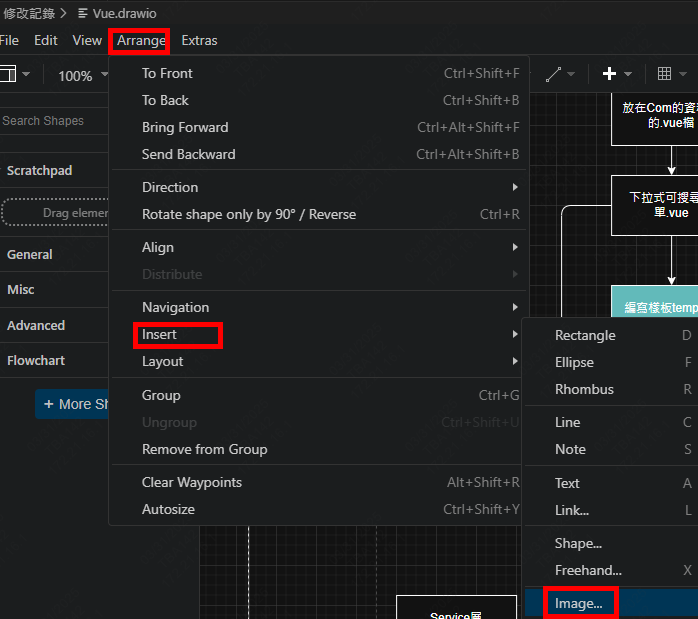 修改記錄 > Vue.drawio
File Edit View Arrange Extras
100%
Search Shapes
Scratchpad
Drag elemen
General
Misc
Advanced
Flowchart
+ More Sh
To Front Ctrl+Shift+F
To Back Ctrl+Shift+B
Bring Forward Ctrl+Alt+Shift+F
Send Backward Ctrl+Alt+Shift+B
Direction
Rotate shape only by 90° / Reverse Ctrl+R
Align
Distribute
Navigation
Insert
Layout
Group Ctrl+G
Ungroup Ctrl+Shift+U
Remove from Group
Clear Waypoints Alt+Shift+R
Autosize Ctrl+Shift+Y
放在Com的資
的.vue檔
下拉式可搜尋
單.vue
編寫樣板temp
Rectangle D
Ellipse F
Rhombus R
Line C
Note S
Text A
Link... L
Shape...
Freehand... X
Image...
Service層